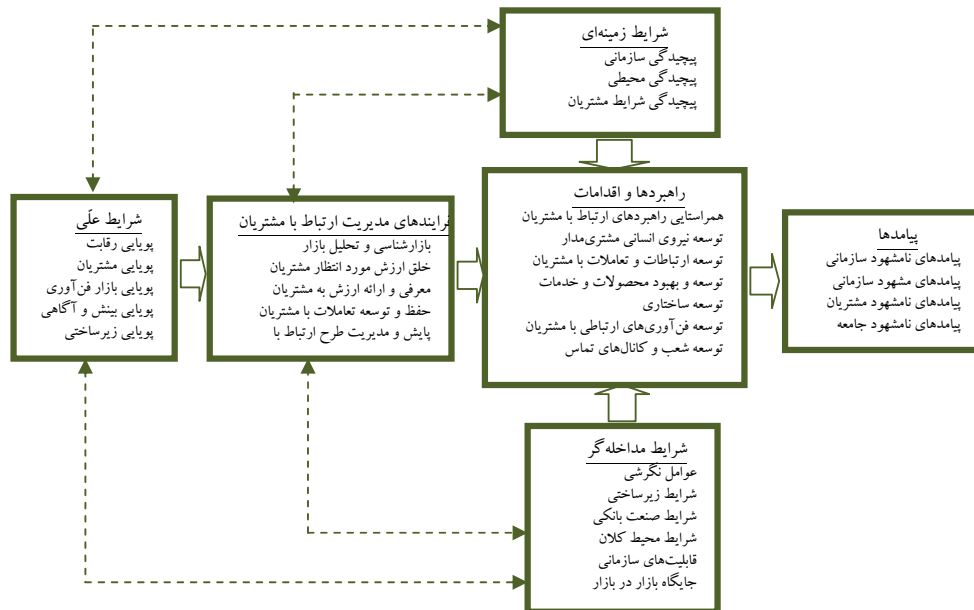 شرایط زمینه‌ای
پیچیدگی سازمانی
پیچیدگی محیطی
پیچیدگی شرایط مشتریان
شرایط علّی
پویایی رقابت
پویایی مشتریان
پویایی بازار فن‌آوری
پویایی بینش و آگاهی
پویایی زیرساختی
فرایندهای مدیریت ارتباط با مشتریان
بازارشناسی و تحلیل بازار
خلق ارزش مورد انتظار مشتریان
معرفی و ارائه ارزش به مشتریان
حفظ و توسعه تعاملات با مشتریان
پایش و مدیریت طرح ارتباط با
راهبردها و اقدامات
همراستایی راهبردهای ارتباط با مشتریان
توسعه نیروی انسانی مشتری‌مدار
توسعه ارتباطات و تعاملات با مشتریان
توسعه و بهبود محصولات و خدمات
توسعه ساختاری
توسعه فن‌آوری‌های ارتباطی با مشتریان
توسعه شعب و کانال‌های تماس
پیامدها
پیامدهای نامشهود سازمانی
پیامدهای مشهود سازمانی
پیامدهای نامشهود مشتریان
پیامدهای نامشهود جامعه
شرایط مداخله‌گر
عوامل نگرشی
شرایط زیرساختی
شرایط صنعت بانکی
شرایط محیط کلان
قابلیت‌های سازمانی
جایگاه بازار در بازار